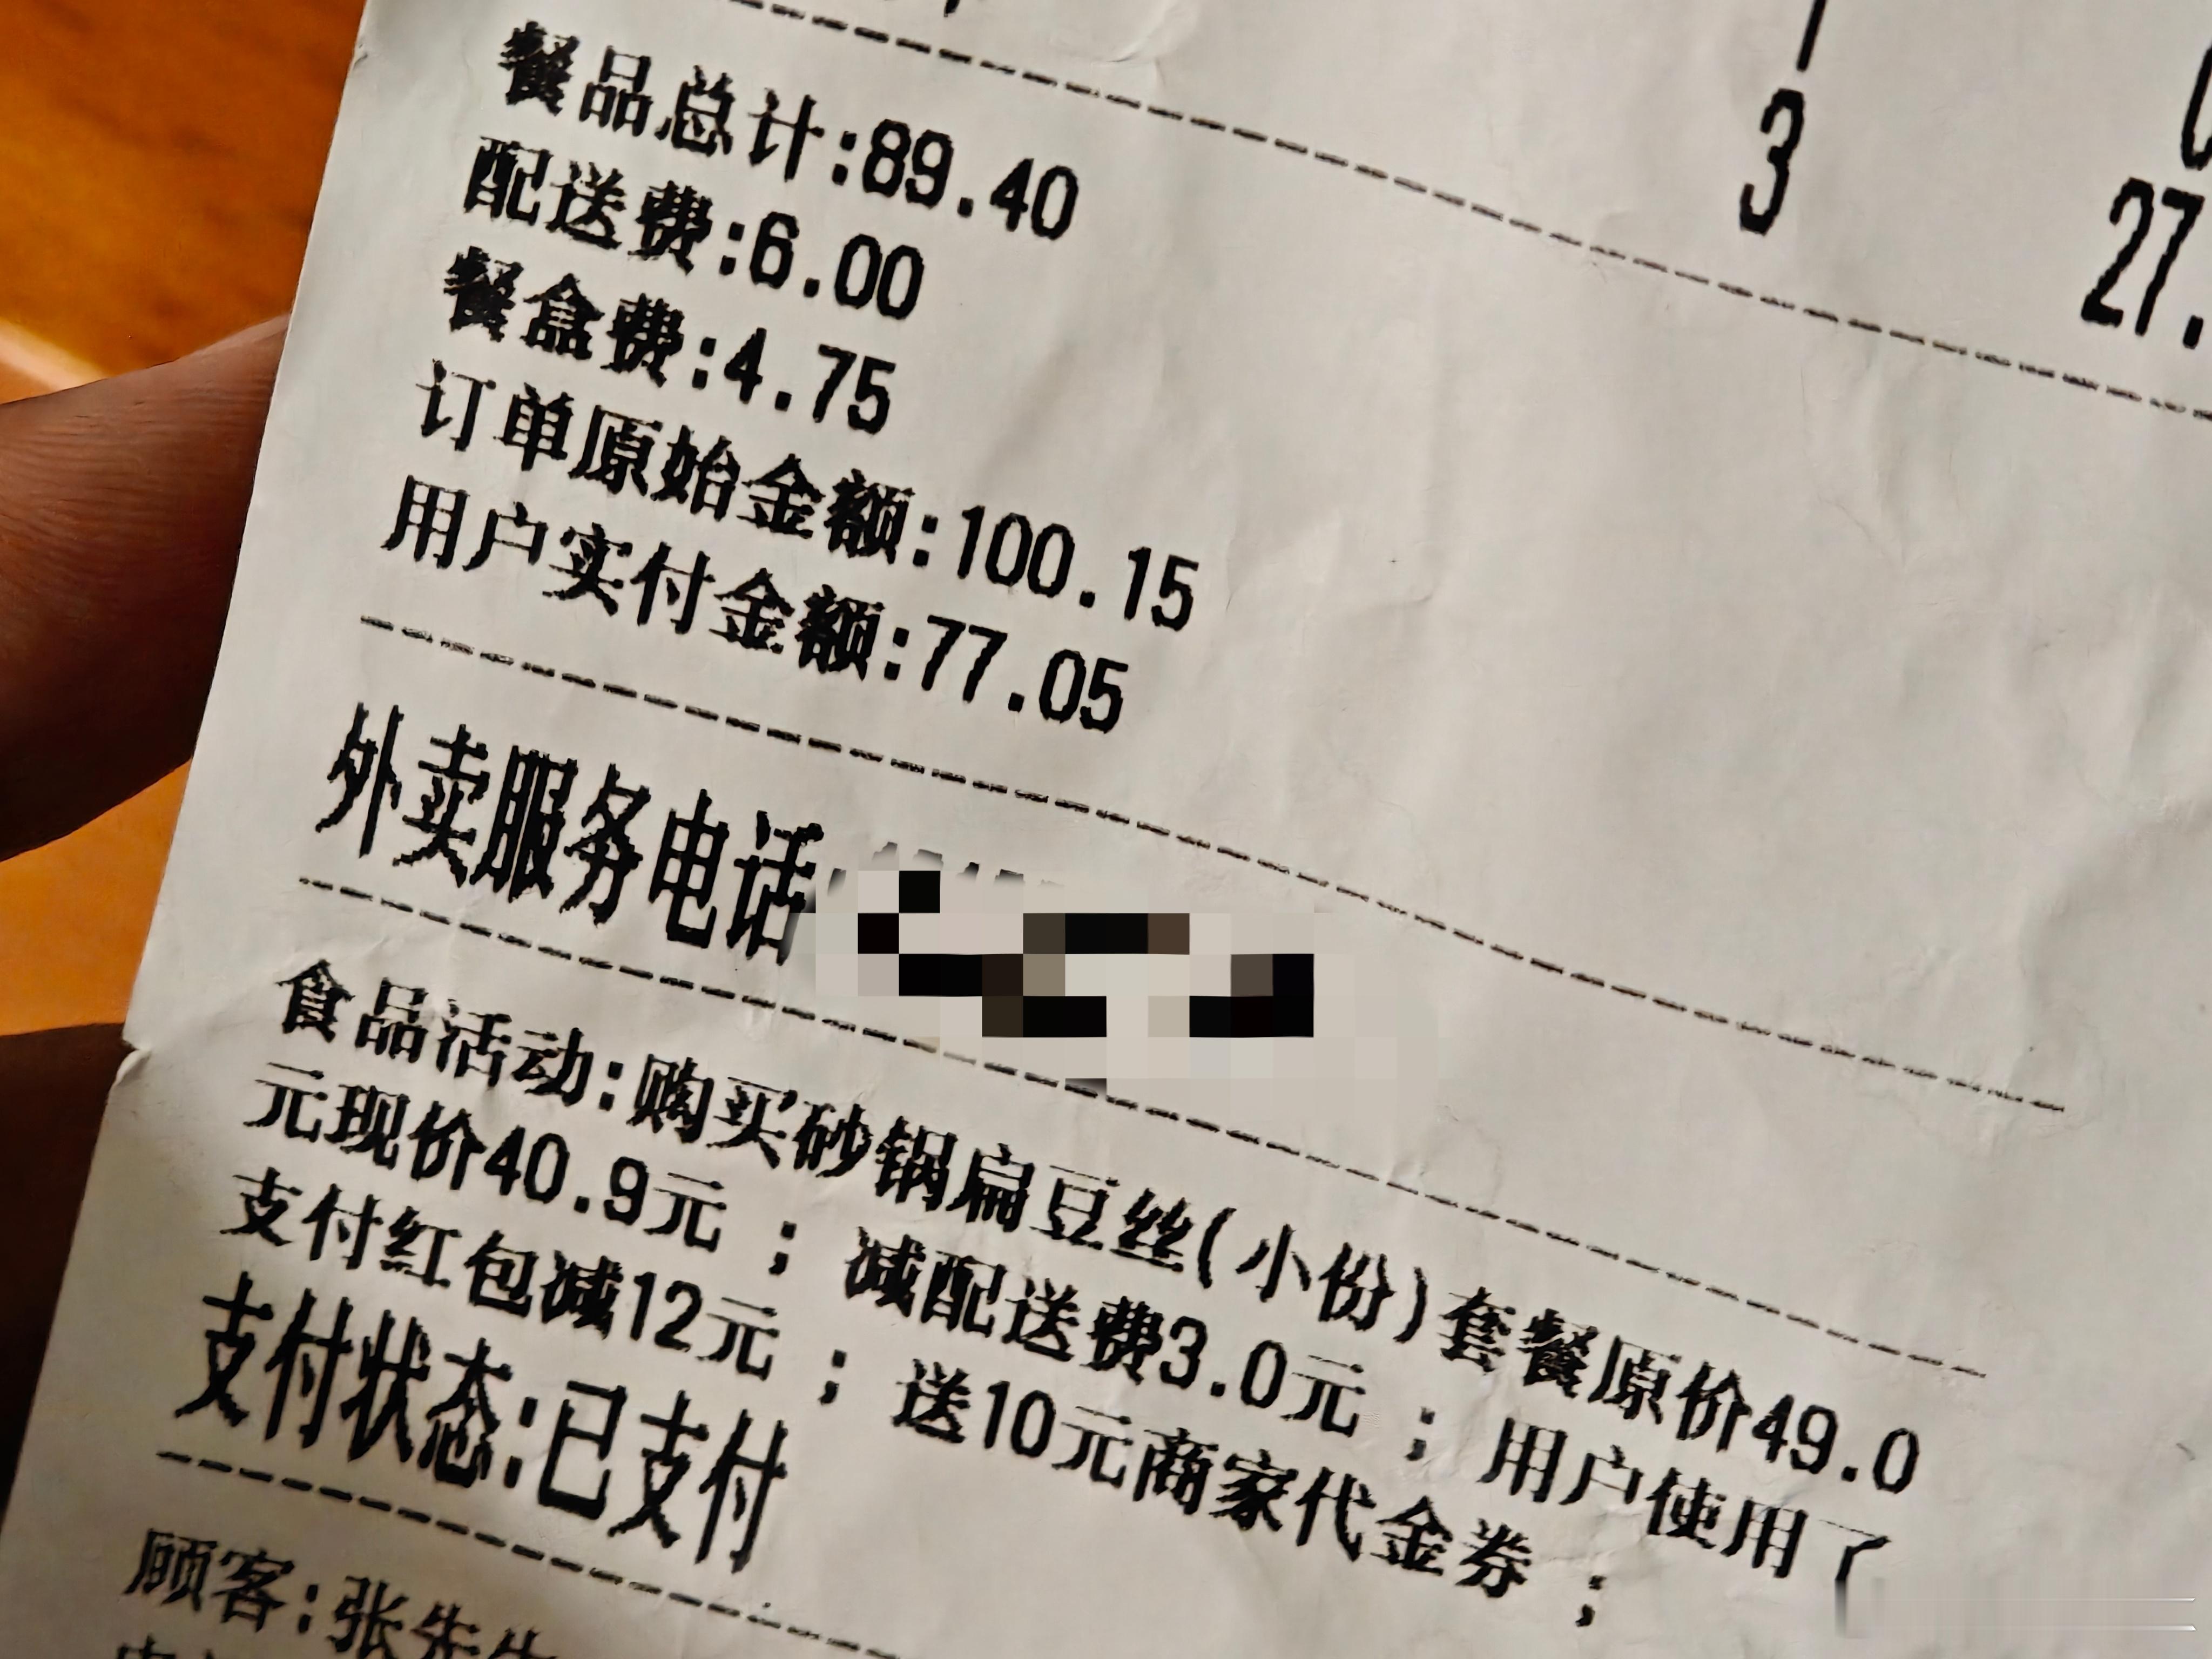 3
27.
餐品总计:89.40
配送费:6.00
餐盒费:4.75
订单原始金额:100.15
用户实付金额:77.05
外卖服务电话
食品活动:购买砂锅扁豆丝(小份)套餐原价49.0
元现价40.9元 ; 减配送费3.0元 ; 用户使用了
支付红包减12元 ; 送10元商家代金券 ;
支付状态:已支付
顾客:张先生